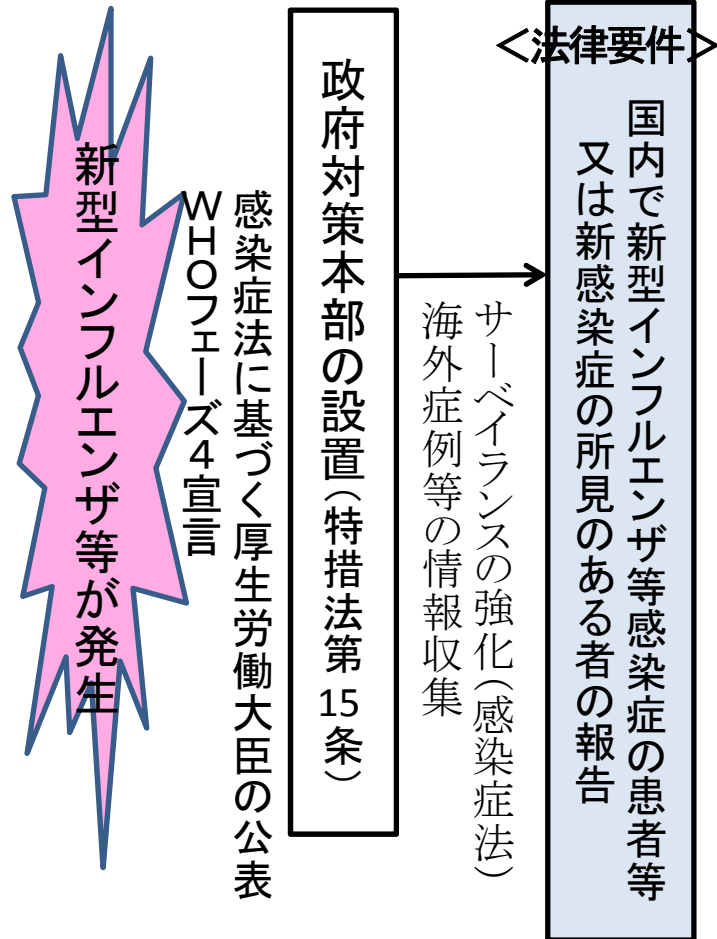 新型インフルエンザ等が発生
感染症法に基づく厚生労働大臣の公表
ＷＨＯフェーズ４宣言
政府対策本部の設置（特措法第15条）
サーベイランスの強化（感染症法）
海外症例等の情報収集
＜法律要件＞
国内で新型インフルエンザ等感染症の患者等
又は新感染症の所見のある者の報告